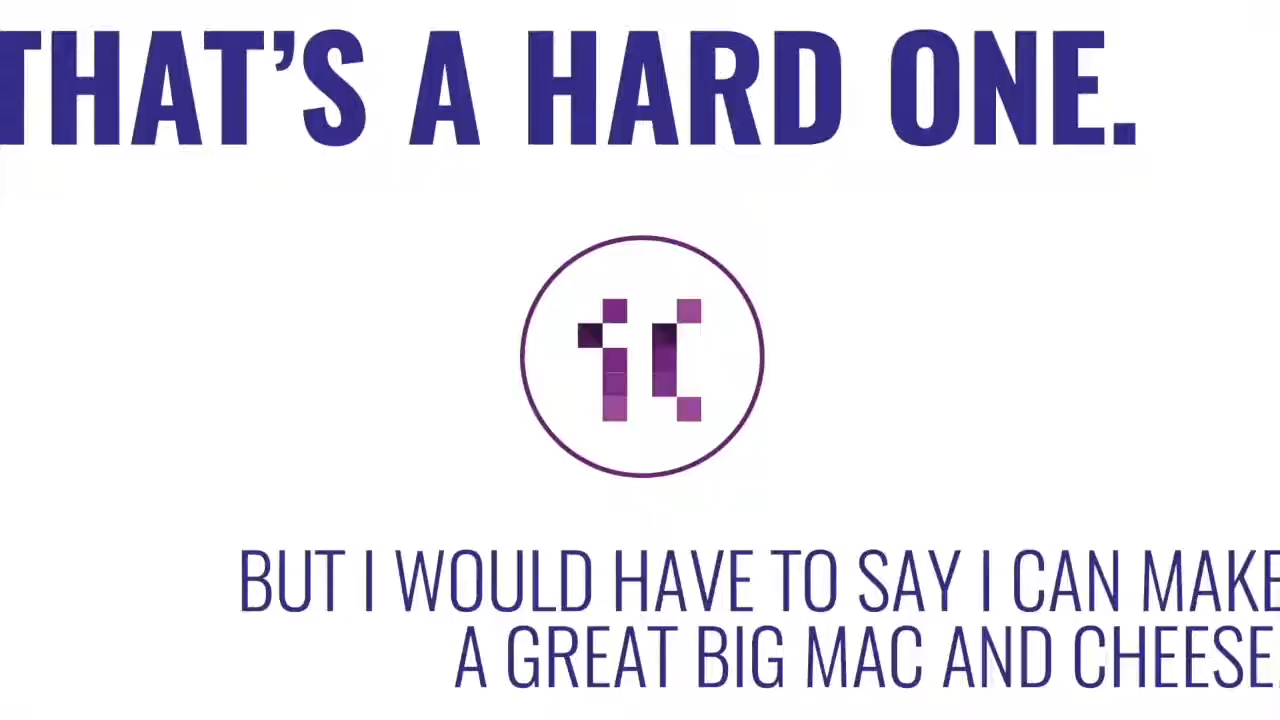 THAT'S A HARD ONE.
BUT I WOULD HAVE TO SAY I CAN MAKE
A GREAT BIG MAC AND CHEESE.